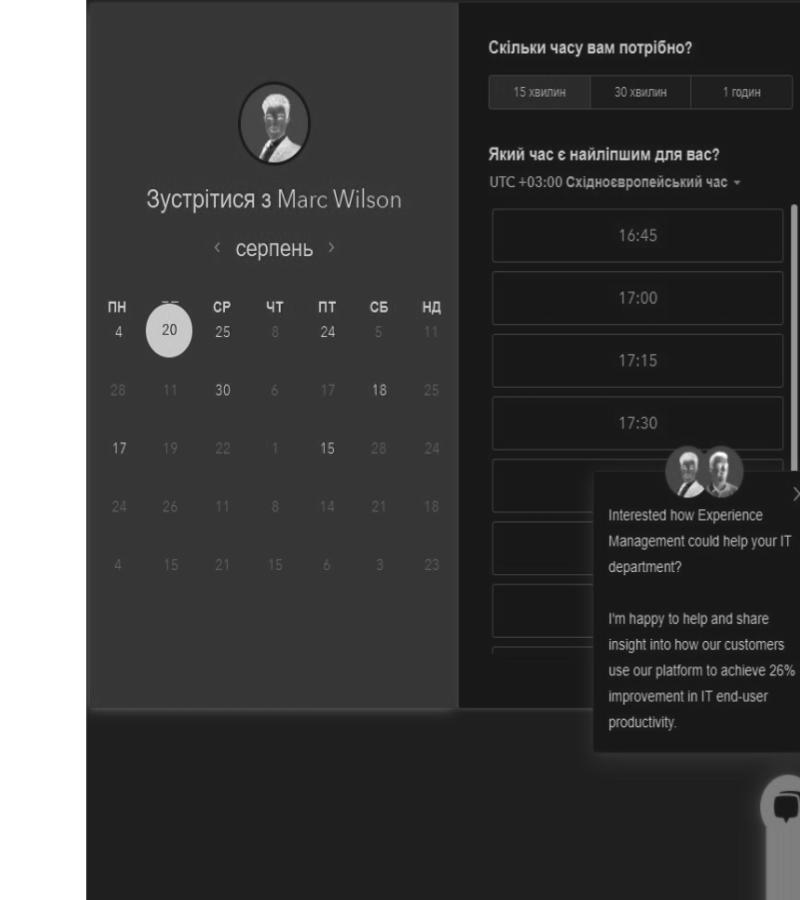 Зустрітися з Marc Wilson
‹ серпень ›
ПН СР ЧТ ПТ СБ НД
4 20 25 8 24 5 11
28 11 30 6 17 18 25
17 19 22 1 15 28 24
24 26 11 8 14 21 18
4 15 21 15 6 3 23
Скільки часу вам потрібно?
15 хвилин 30 хвилин 1 годин
Який час є найліпшим для вас?
UTC +03:00 Східноєвропейський час
16:45
17:00
17:15
17:30
Interested how Experience
Management could help your IT
department?
I'm happy to help and share
insight into how our customers
use our platform to achieve 26%
improvement in IT end-user
productivity.